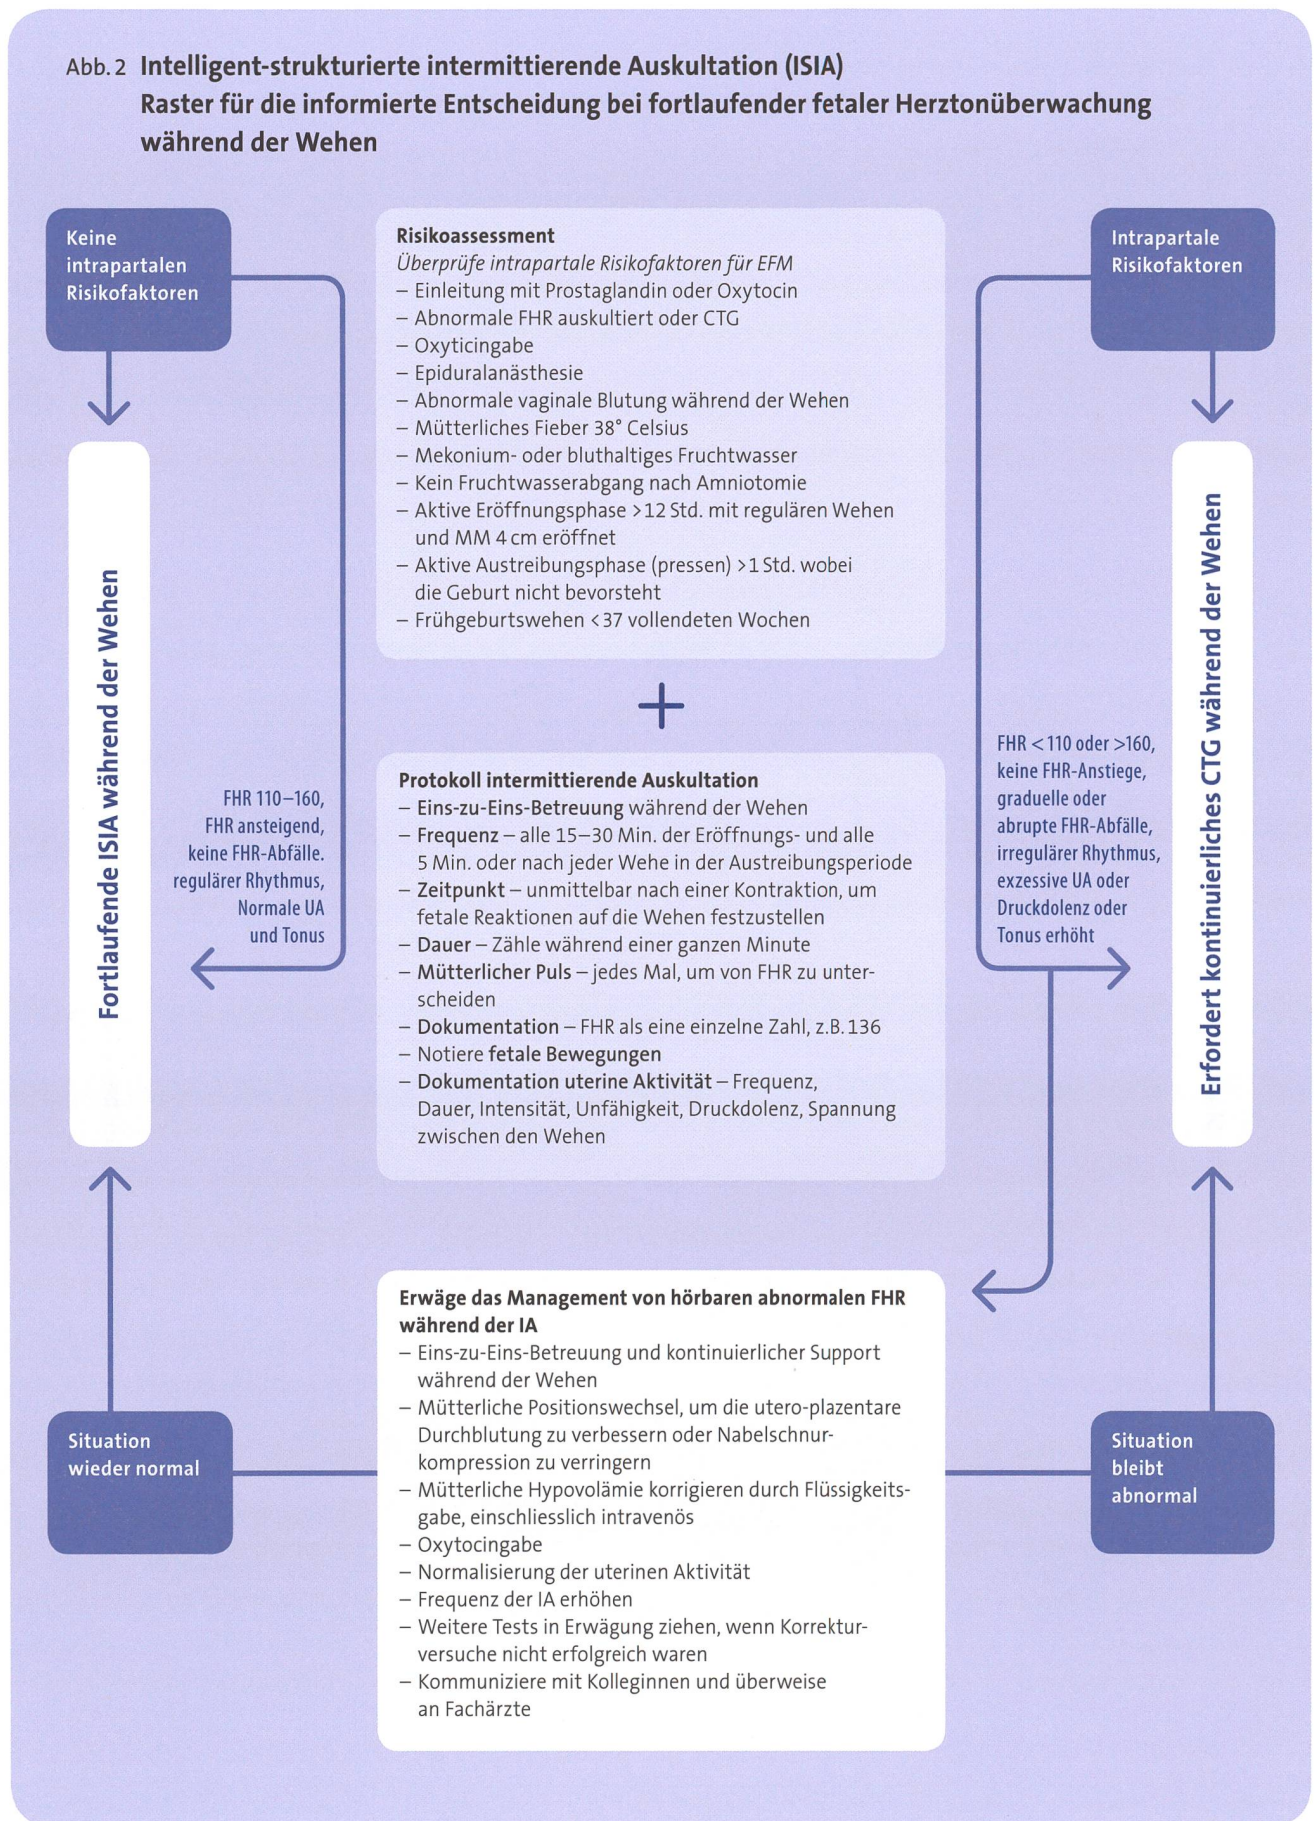 Abb. 2 Intelligent-strukturierte intermittierende Auskultation (ISIA)
Raster für die informierte Entscheidung bei fortlaufender fetaler Herztonüberwachung
während der Wehen
Keine
intrapartalen
Risikofaktoren
Risikoassessment
Überprüfe intrapartale Risikofaktoren für EFM
– Einleitung mit Prostaglandin oder Oxytocin
– Abnormale FHR auskultiert oder CTG
– Oxyticingabe
– Epiduralanästhesie
– Abnormale vaginale Blutung während der Wehen
– Mütterliches Fieber 38° Celsius
– Mekonium- oder bluthaltiges Fruchtwasser
– Kein Fruchtwasserabgang nach Amniotomie
– Aktive Eröffnungsphase >12 Std. mit regulären Wehen
und MM 4 cm eröffnet
– Aktive Austreibungsphase (pressen) >1 Std. wobei
die Geburt nicht bevorsteht
– Frühgeburtswehen <37 vollendeten Wochen
Intrapartale
Risikofaktoren
Fortlaufende ISIA während der Wehen
FHR 110–160,
FHR ansteigend,
keine FHR-Abfälle.
regulärer Rhythmus,
Normale UA
und Tonus
+
Protokoll intermittierende Auskultation
– Eins-zu-Eins-Betreuung während der Wehen
– Frequenz – alle 15–30 Min. der Eröffnungs- und alle
5 Min. oder nach jeder Wehe in der Austreibungsperiode
– Zeitpunkt – unmittelbar nach einer Kontraktion, um
fetale Reaktionen auf die Wehen festzustellen
– Dauer – Zähle während einer ganzen Minute
– Mütterlicher Puls – jedes Mal, um von FHR zu unter-
scheiden
– Dokumentation – FHR als eine einzelne Zahl, z.B. 136
– Notiere fetale Bewegungen
– Dokumentation uterine Aktivität – Frequenz,
Dauer, Intensität, Unfähigkeit, Druckdolenz, Spannung
zwischen den Wehen
FHR <110 oder >160,
keine FHR-Anstiege,
graduelle oder
abrupte FHR-Abfälle,
irregulärer Rhythmus,
exzessive UA oder
Druckdolenz oder
Tonus erhöht
Erfordert kontinuierliches CTG während der Wehen
Situation
wieder normal
Erwäge das Management von hörbaren abnormalen FHR
während der IA
– Eins-zu-Eins-Betreuung und kontinuierlicher Support
während der Wehen
– Mütterliche Positionswechsel, um die utero-plazentare
Durchblutung zu verbessern oder Nabelschnur-
kompression zu verringern
– Mütterliche Hypovolämie korrigieren durch Flüssigkeits-
gabe, einschliesslich intravenös
– Oxytocingabe
– Normalisierung der uterinen Aktivität
– Frequenz der IA erhöhen
– Weitere Tests in Erwägung ziehen, wenn Korrektur-
versuche nicht erfolgreich waren
– Kommuniziere mit Kolleginnen und überweise
an Fachärzte
Situation
bleibt
abnormal